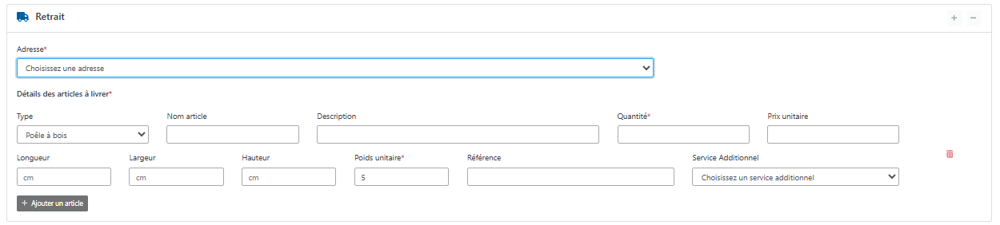 Retrait
Adresse*
Choisissez une adresse
Détails des articles à livrer*
Type Nom article Description Quantité* Prix unitaire
Poêle à bois
Longueur Largeur Hauteur Poids unitaire* Référence Service Additionnel
cm cm cm 5 Choisissez un service additionnel
+ Ajouter un article